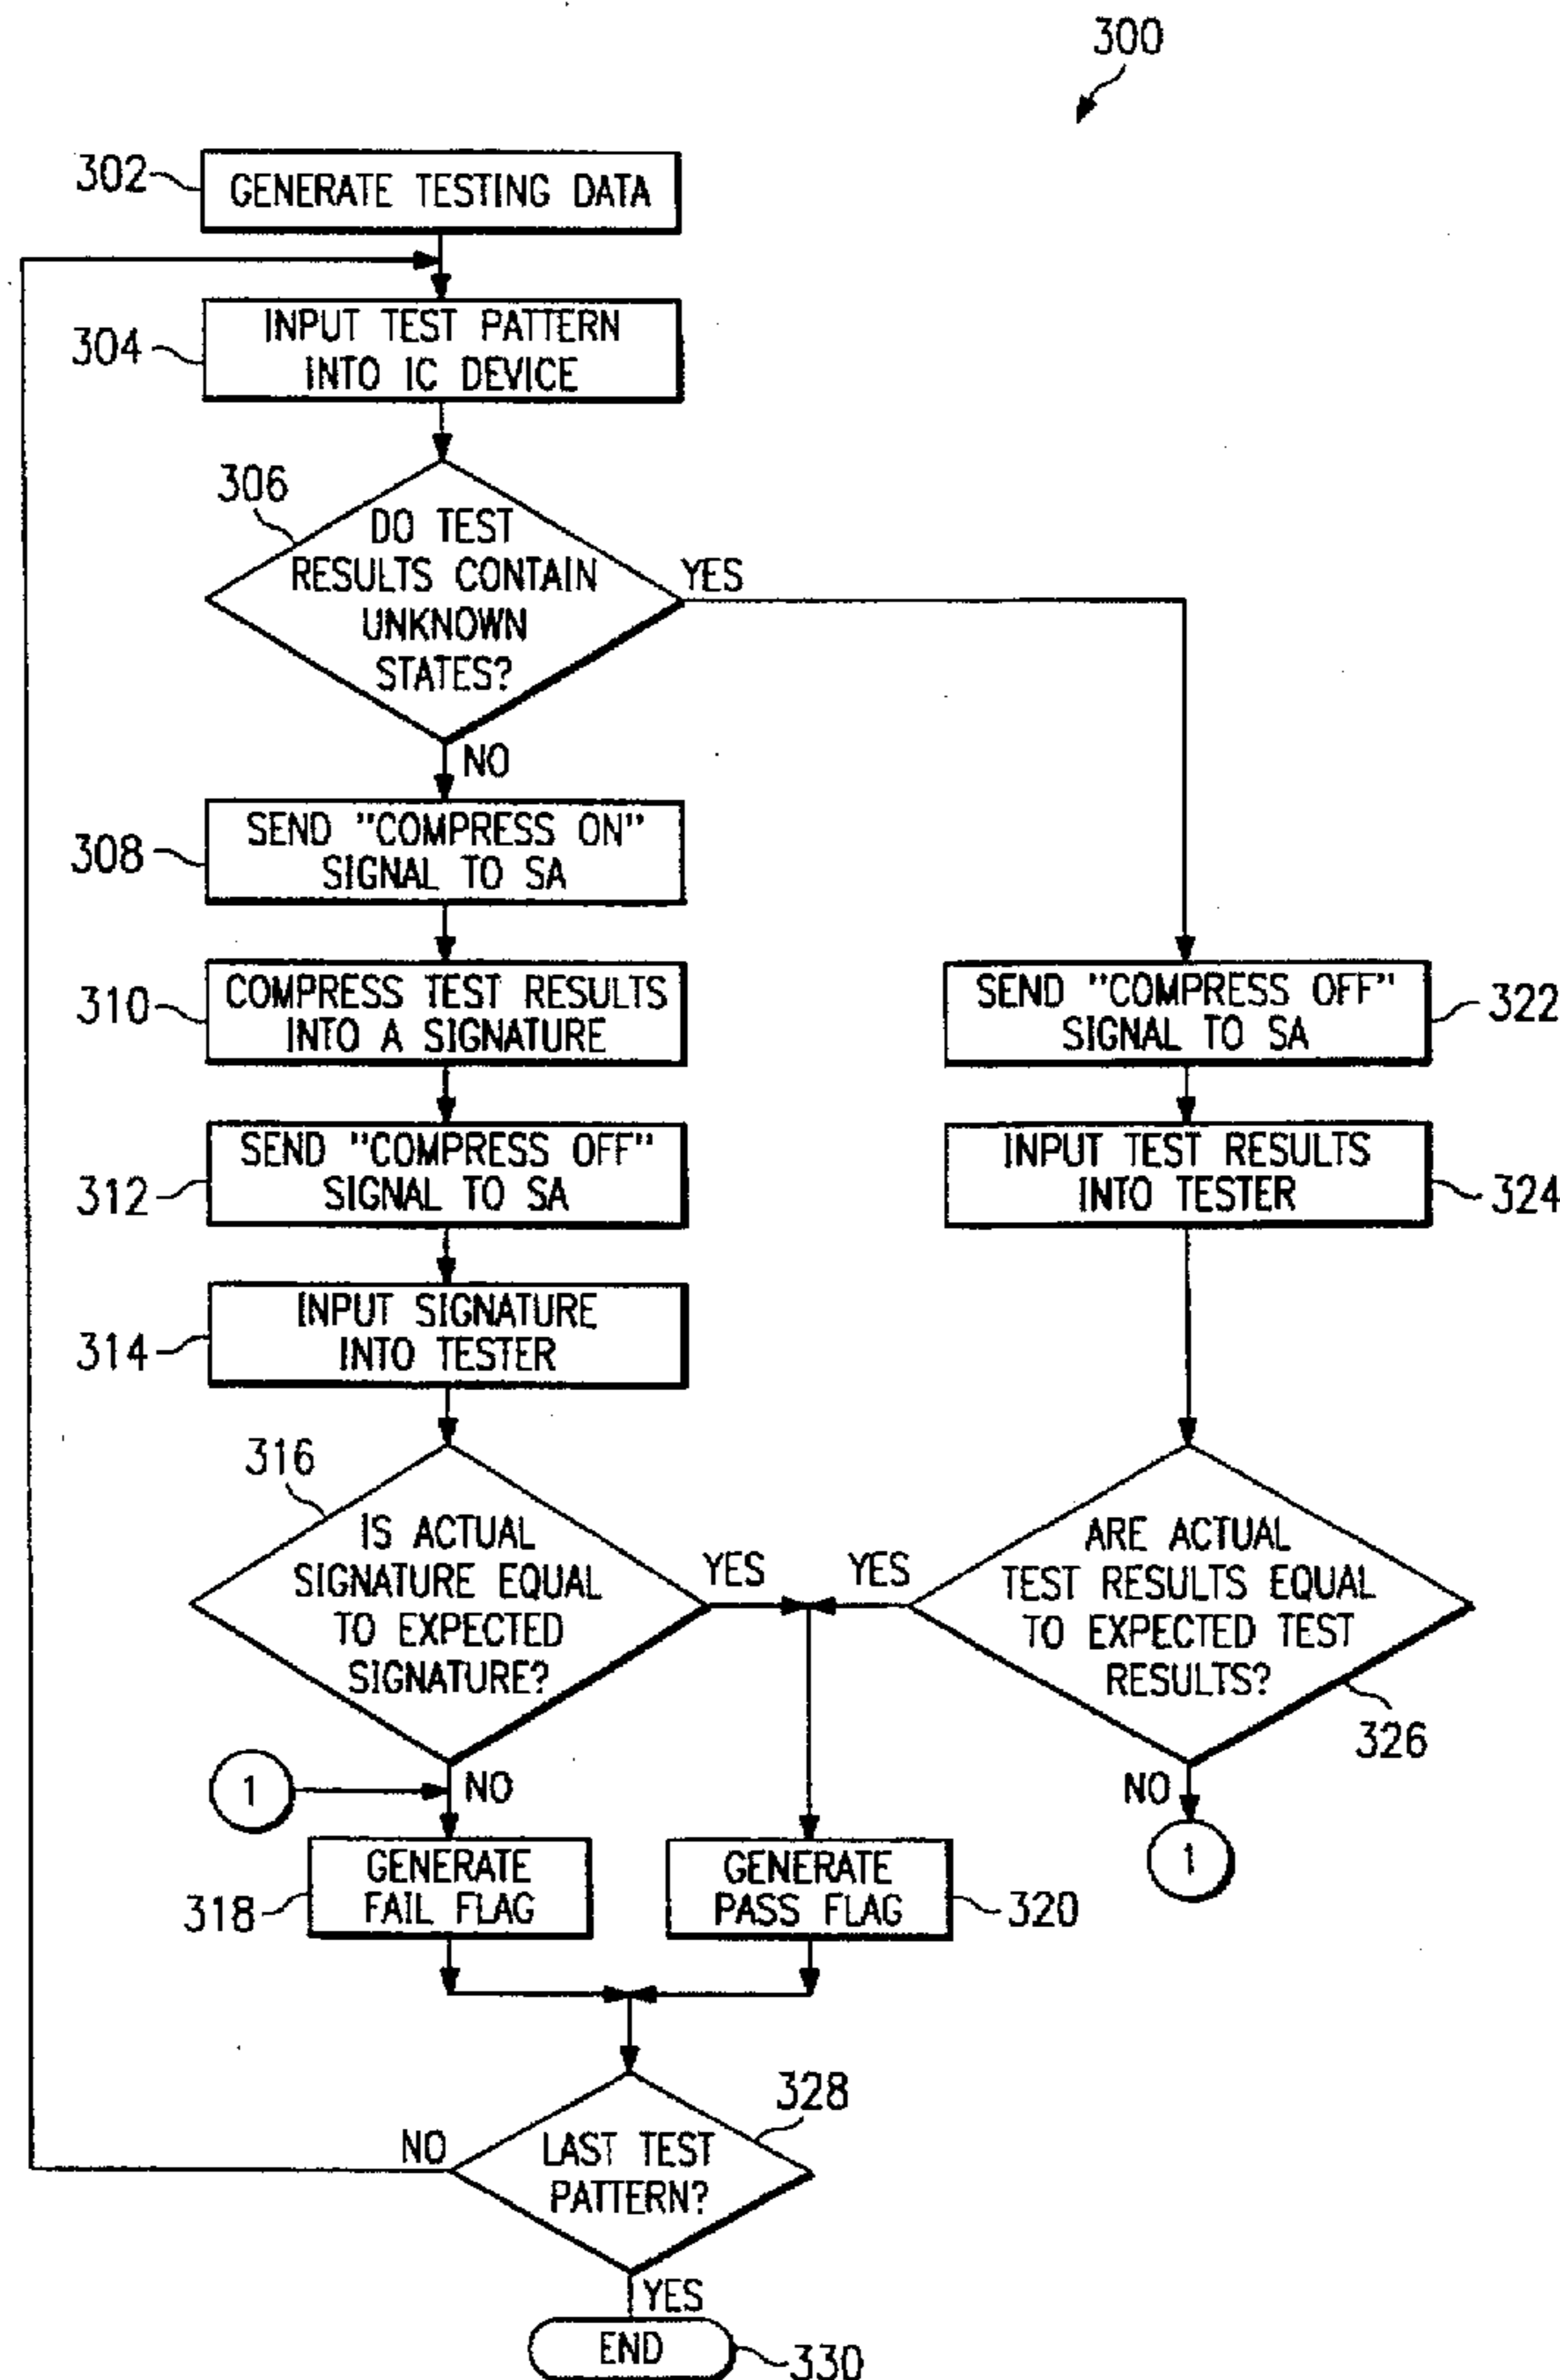 300
302
GENERATE TESTING DATA
304
INPUT TEST PATTERN
INTO IC DEVICE
306
DO TEST
RESULTS CONTAIN
UNKNOWN
STATES?
YES
NO
308
SEND "COMPRESS ON"
SIGNAL TO SA
310
COMPRESS TEST RESULTS
INTO A SIGNATURE
SEND "COMPRESS OFF"
SIGNAL TO SA
322
312
SEND "COMPRESS OFF"
SIGNAL TO SA
INPUT TEST RESULTS
INTO TESTER
324
314
INPUT SIGNATURE
INTO TESTER
316
IS ACTUAL
SIGNATURE EQUAL
TO EXPECTED
SIGNATURE?
YES
YES
ARE ACTUAL
TEST RESULTS EQUAL
TO EXPECTED TEST
RESULTS?
326
1
NO
NO
1
318
GENERATE
FAIL FLAG
GENERATE
PASS FLAG
320
328
NO
LAST TEST
PATTERN?
YES
END
330